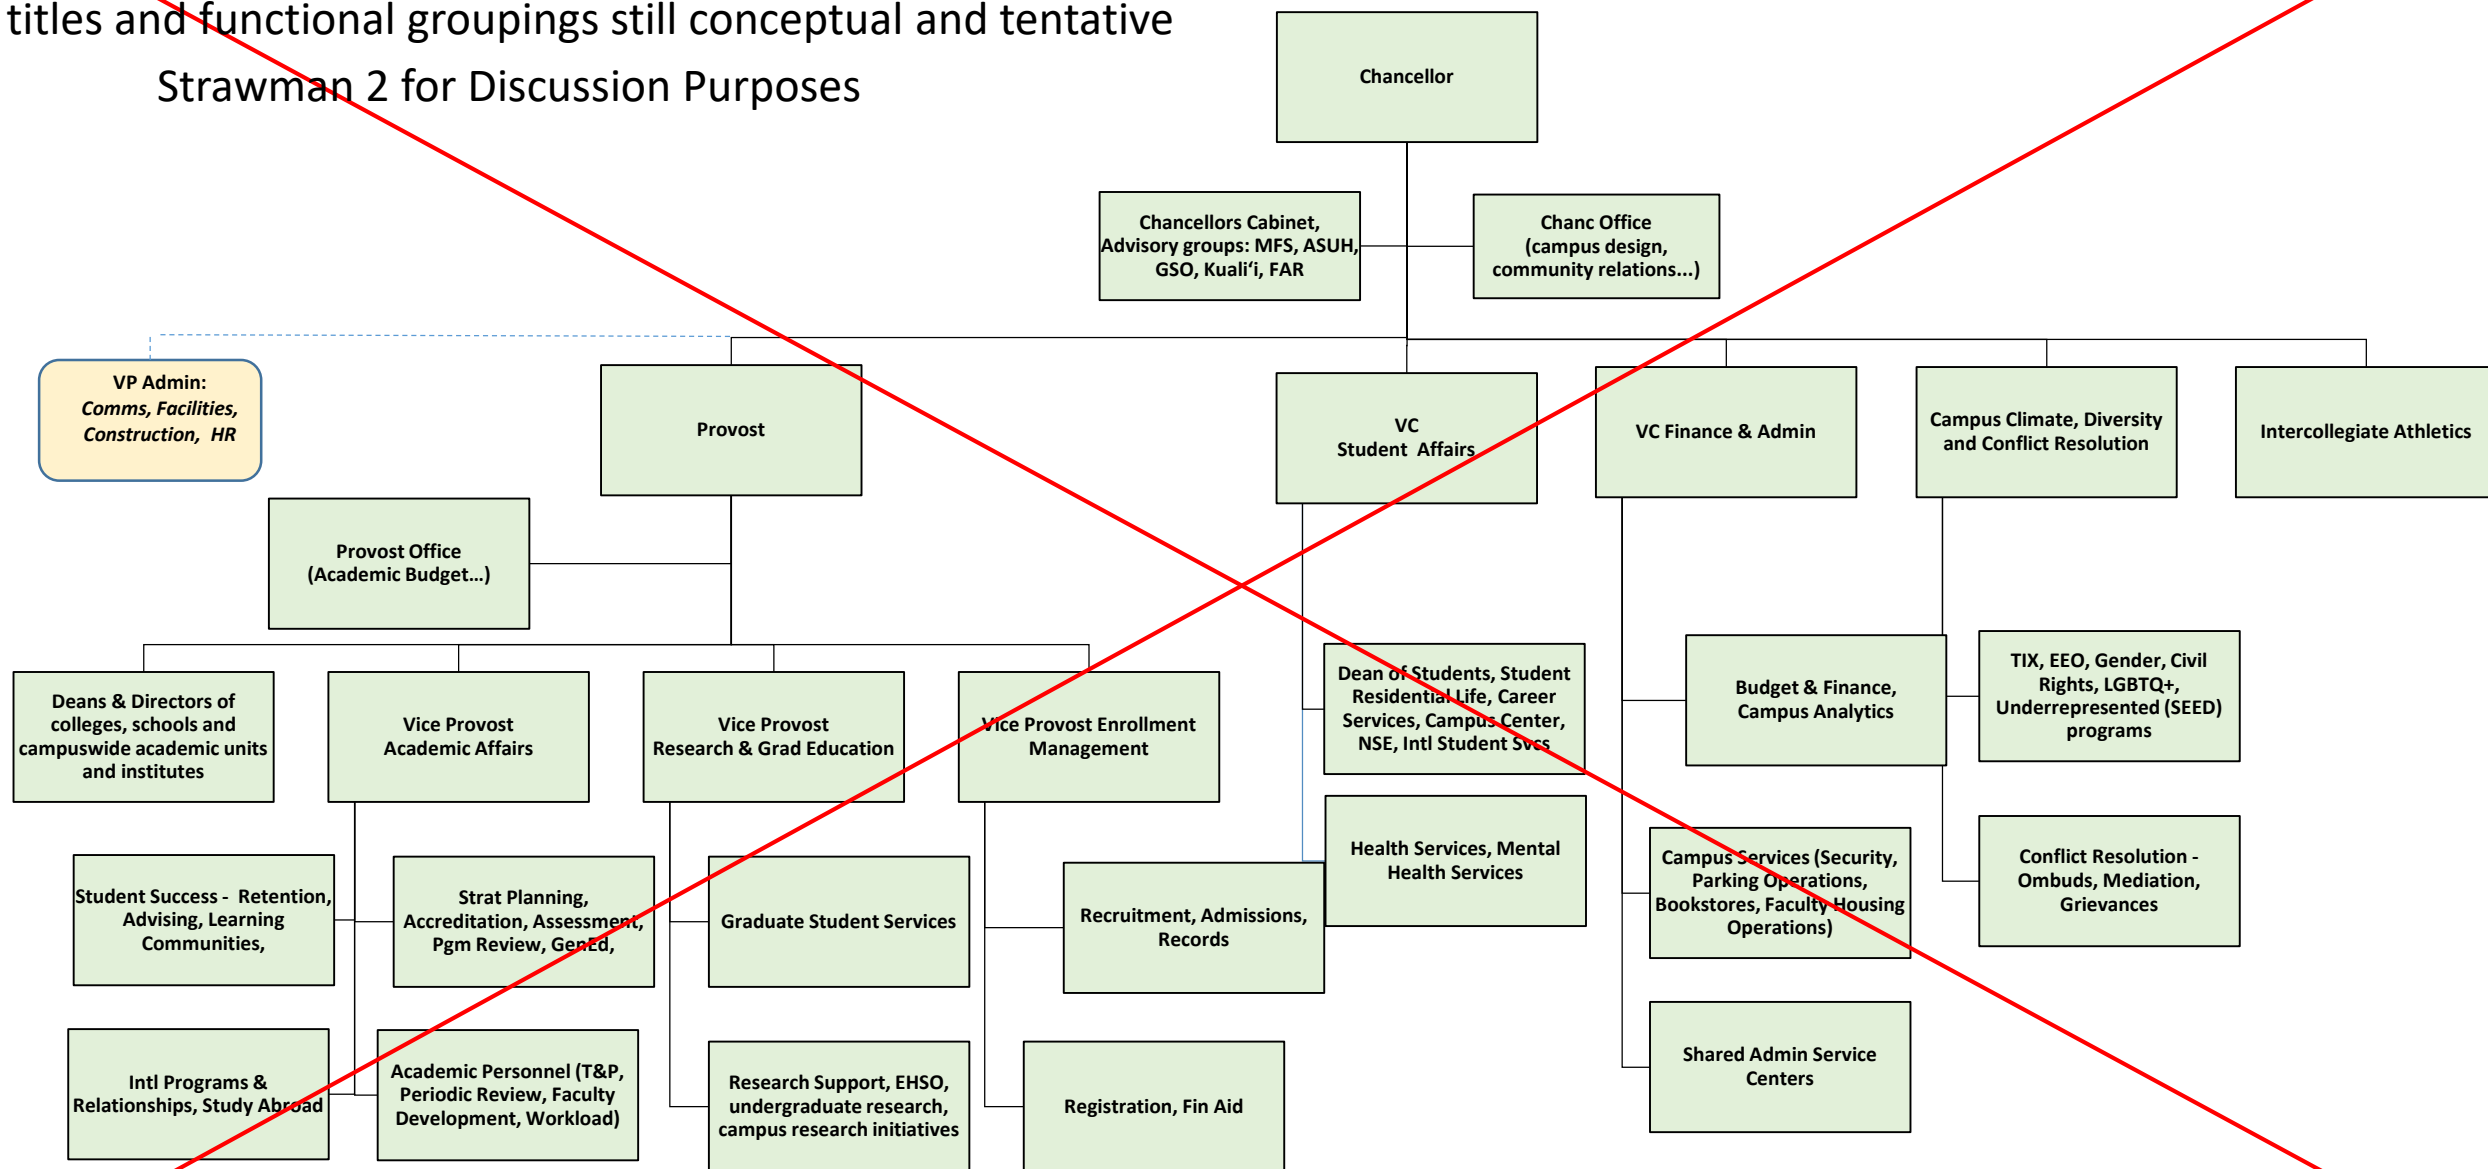 titles and functional groupings still conceptual and tentative
Strawman 2 for Discussion Purposes
Chancellor
Chancellors Cabinet,
Advisory groups: MFS, ASUH,
GSO, Kualiʻi, FAR
Chanc Office
(campus design,
community relations...)
VP Admin:
Comms, Facilities,
Construction, HR
Provost
VC
Student Affairs
VC Finance & Admin
Campus Climate, Diversity
and Conflict Resolution
Intercollegiate Athletics
Provost Office
(Academic Budget...)
Deans & Directors of
colleges, schools and
campuswide academic units
and institutes
Vice Provost
Academic Affairs
Vice Provost
Research & Grad Education
Vice Provost Enrollment
Management
Dean of Students, Student
Residential Life, Career
Services, Campus Center,
NSE, Intl Student Svcs
Budget & Finance,
Campus Analytics
TIX, EEO, Gender, Civil
Rights, LGBTQ+,
Underrepresented (SEED)
programs
Student Success - Retention,
Advising, Learning
Communities,
Strat Planning,
Accreditation, Assessment,
Pgm Review, GenEd,
Graduate Student Services
Recruitment, Admissions,
Records
Health Services, Mental
Health Services
Campus Services (Security,
Parking Operations,
Bookstores, Faculty Housing
Operations)
Conflict Resolution -
Ombuds, Mediation,
Grievances
Intl Programs &
Relationships, Study Abroad
Academic Personnel (T&P,
Periodic Review, Faculty
Development, Workload)
Research Support, EHSO,
undergraduate research,
campus research initiatives
Registration, Fin Aid
Shared Admin Service
Centers